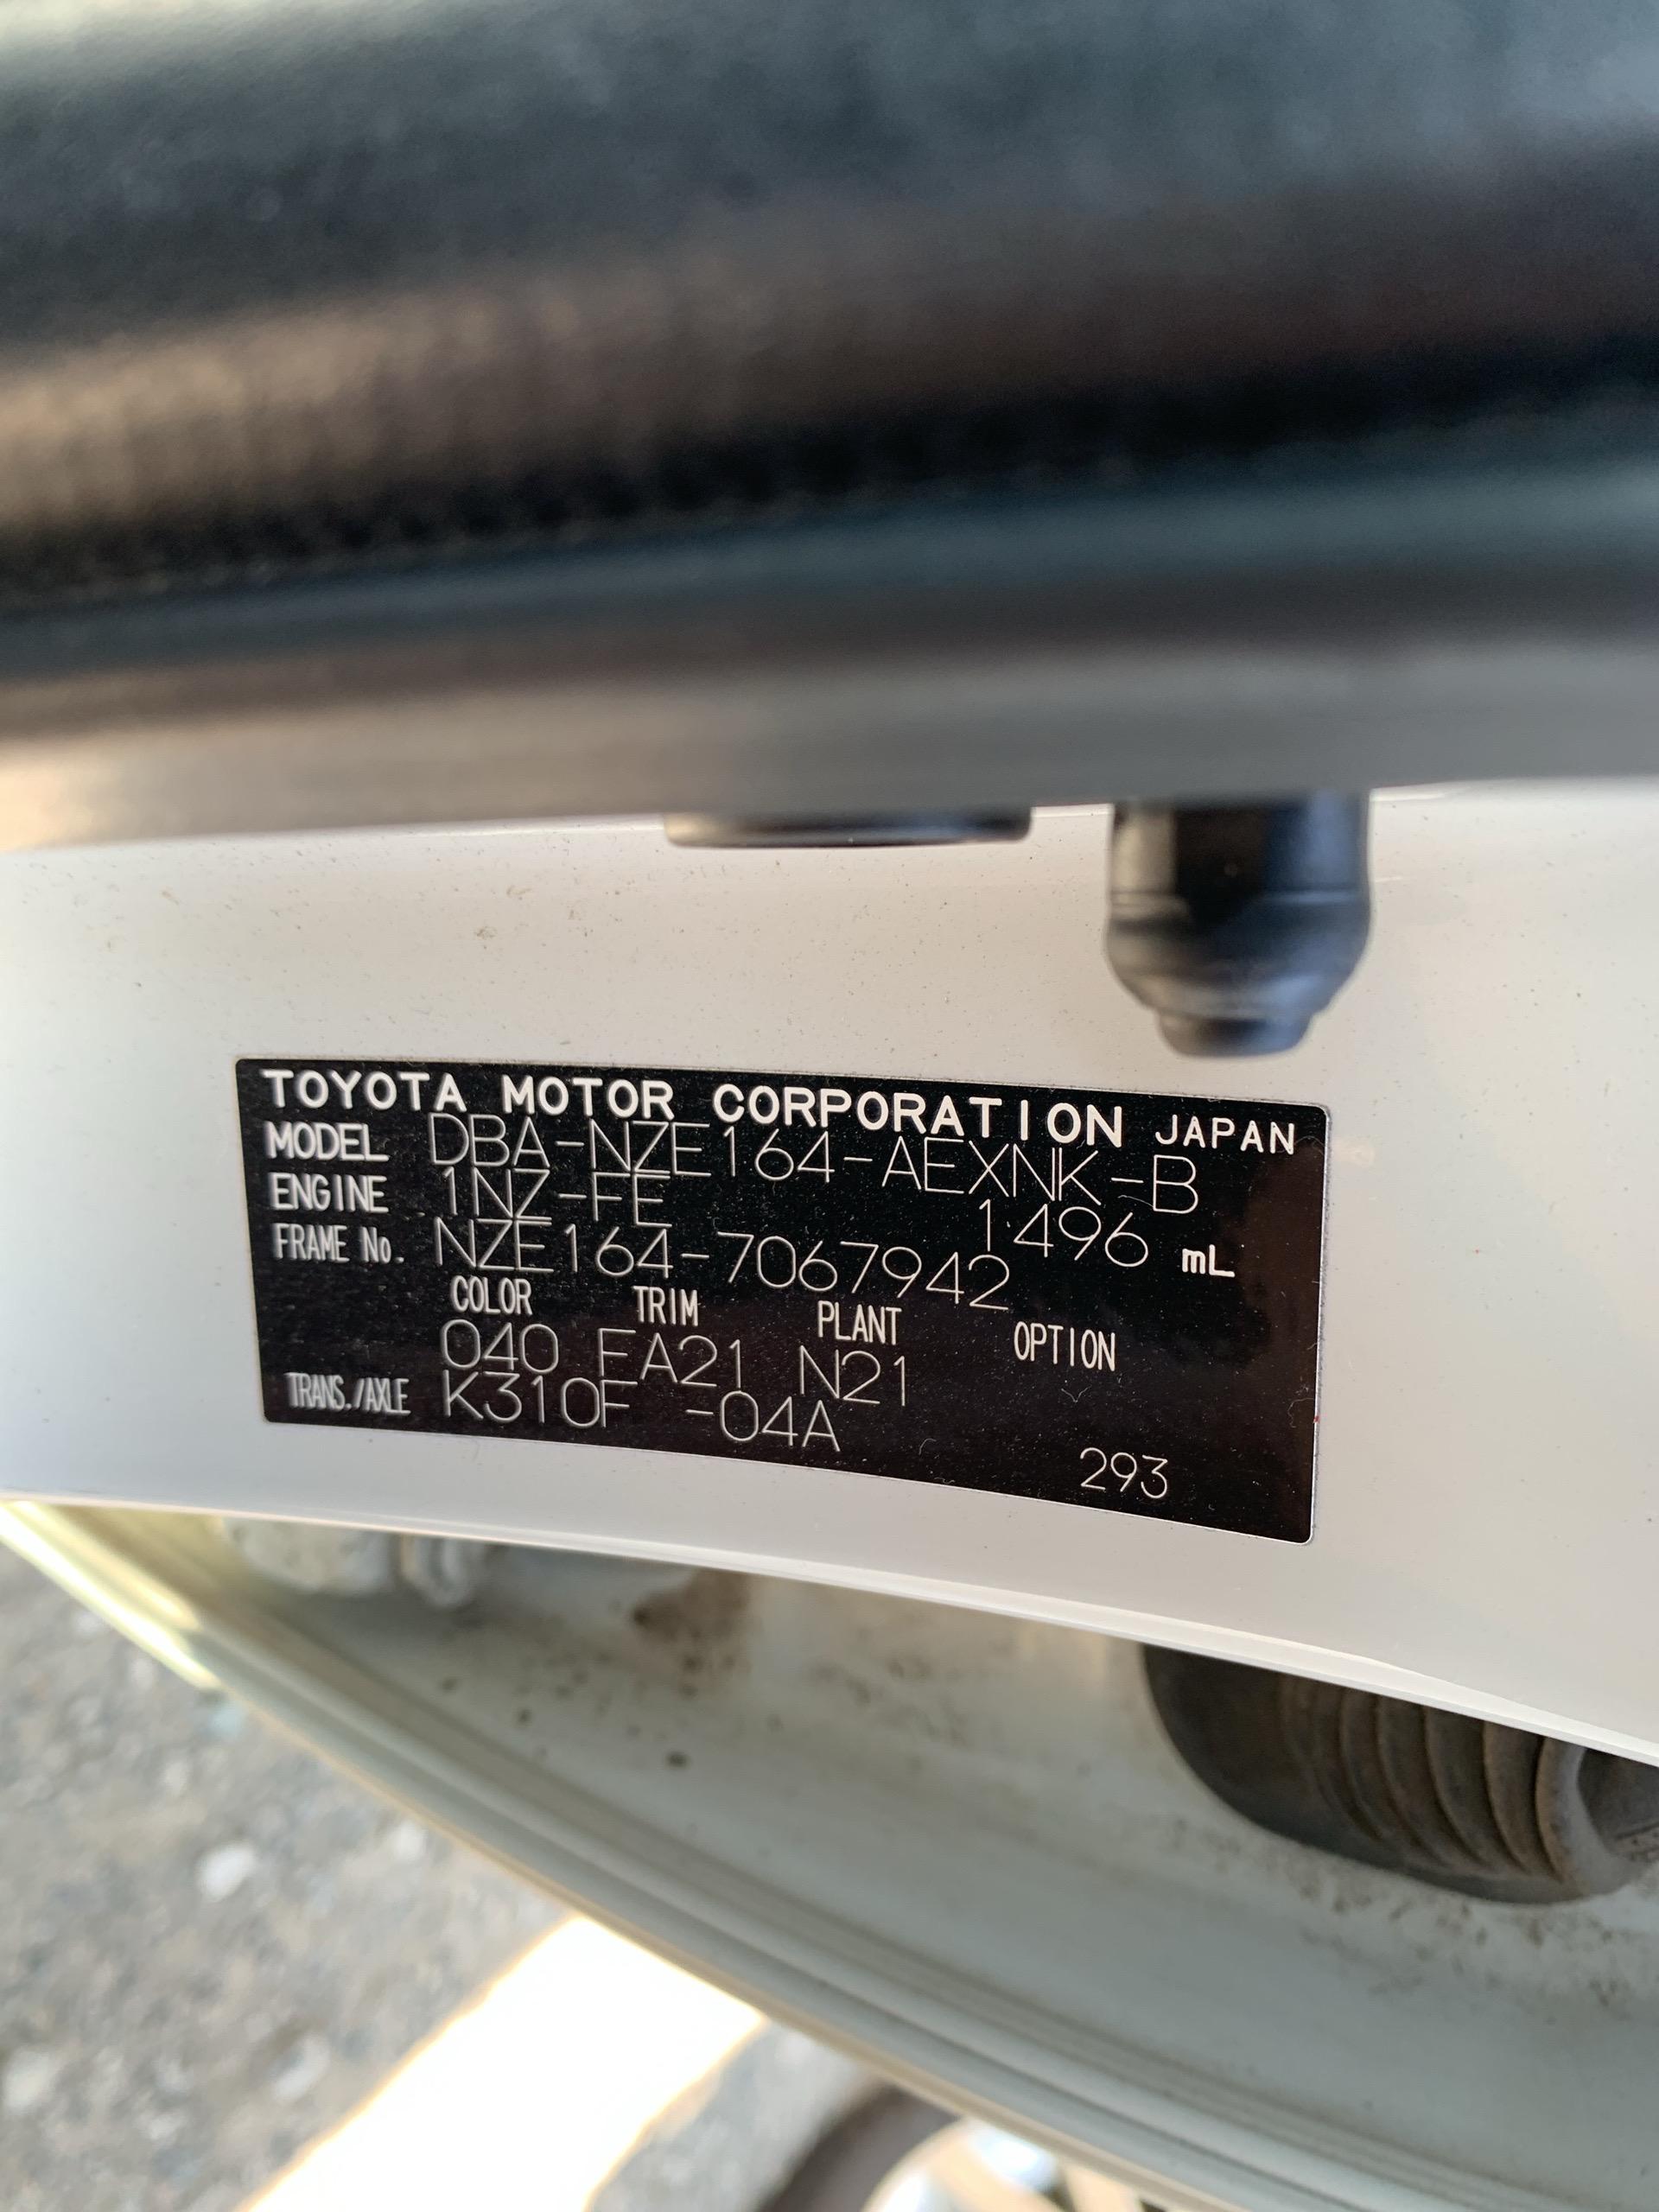 TOYOTA MOTOR CORPORATION JAPAN
MODEL DBA-NZE164-AEXNK-B
ENGINE 1NZ-FE 1496 mL
FRAME No. NZE164-7067942
COLOR TRIM PLANT OPTION
040 EA21 N21
TRANS./AXLE K310F -04A
293